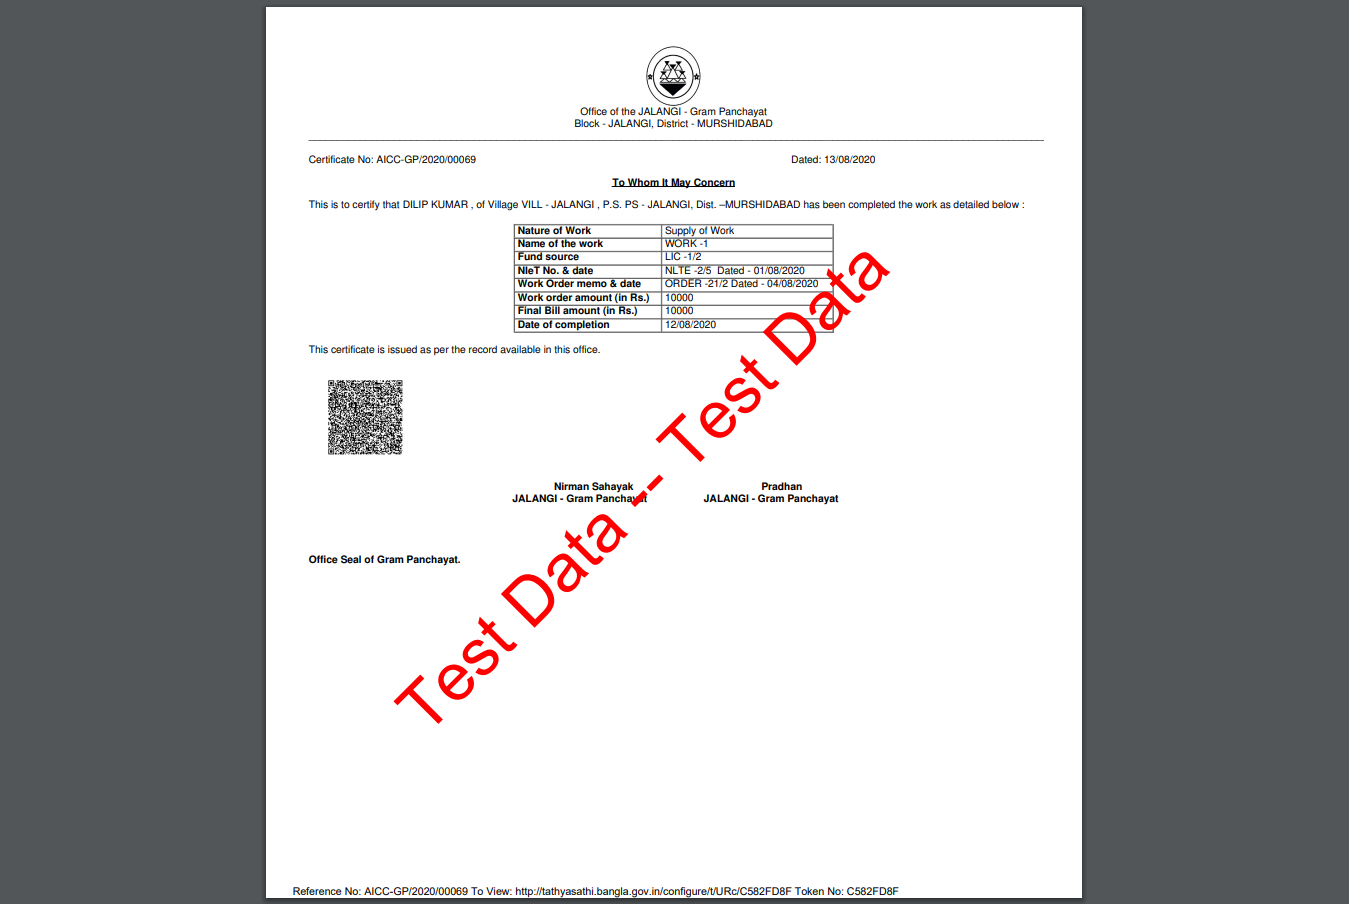 Office of the JALANGI - Gram Panchayat
Block - JALANGI, District - MURSHIDABAD
Certificate No: AICC-GP/2020/00069 Dated: 13/08/2020
To Whom It May Concern
This is to certify that DILIP KUMAR , of Village VILL - JALANGI , P.S. PS - JALANGI, Dist. –MURSHIDABAD has been completed the work as detailed below :
Nature of Work Supply of Work
Name of the work WORK -1
Fund source LIC -1/2
NIeT No. & date NLTE -2/5 Dated - 01/08/2020
Work Order memo & date ORDER -21/2 Dated - 04/08/2020
Work order amount (in Rs.) 10000
Final Bill amount (in Rs.) 10000
Date of completion 12/08/2020
This certificate is issued as per the record available in this office.
Nirman Sahayak Pradhan
JALANGI - Gram Panchayat JALANGI - Gram Panchayat
Office Seal of Gram Panchayat.
Test Data -- Test Data
Reference No: AICC-GP/2020/00069 To View: http://tathyasathi.bangla.gov.in/configure/t/URc/C582FD8F Token No: C582FD8F